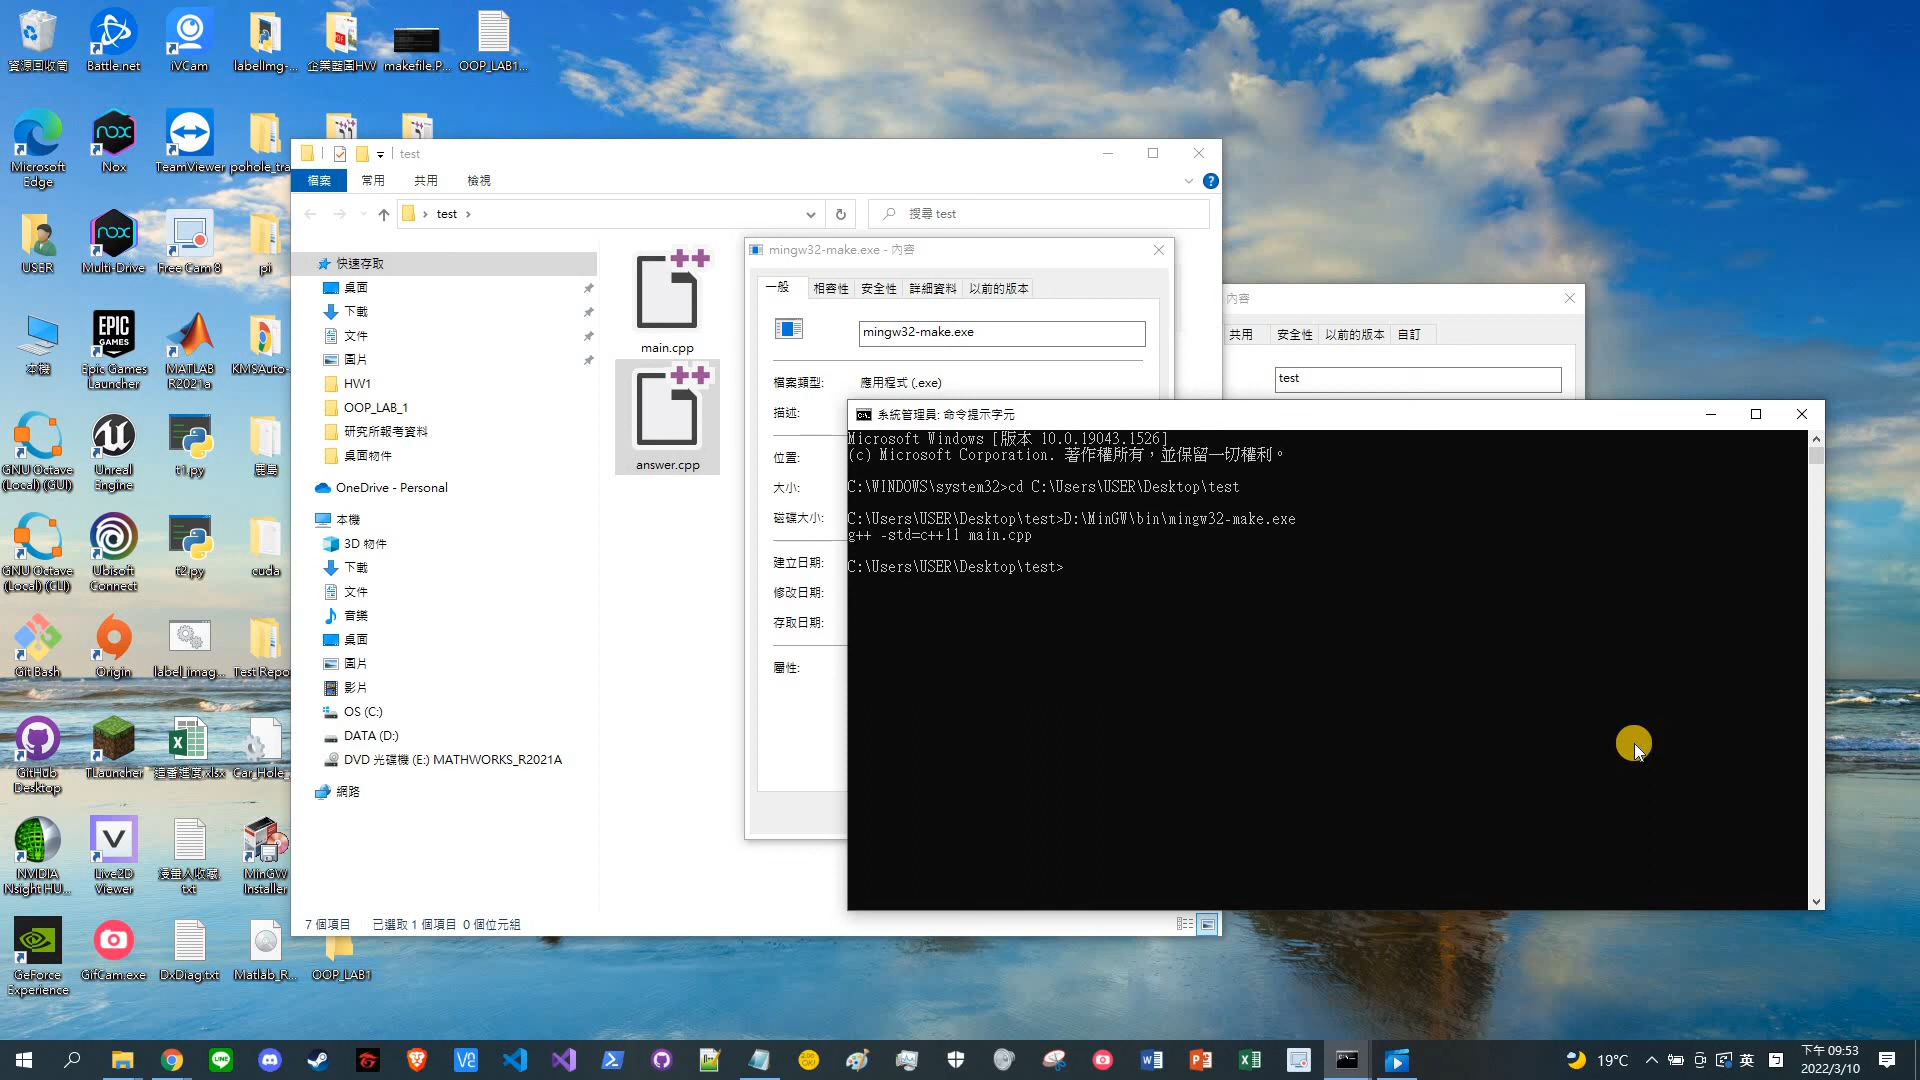 資源回收筒
Battle.net
iVCam
labelImg-...
企業藍圖HW
makefile.P...
OOP_LAB1...
Microsoft Edge
Nox
TeamViewer
pohole_tra
USER
Multi-Drive
Free Cam 8
pi
本機
Epic Games Launcher
MATLAB R2021a
KMSAuto-
GNU Octave (Local) (GUI)
Unreal Engine
t1.py
GNU Octave (Local) (CLI)
Ubisoft Connect
t2.py
cuda
Git Bash
Origin
label_imag...
Test Repo
GitHub Desktop
TLauncher
Car_Hole_
NVIDIA Nsight HU...
Live2D Viewer
漫畫人收藏.txt
MinGW Installer
GeForce Experience
GifCam.exe
DxDiag.txt
Matlab_R...
OOP_LAB1
test
檔案
常用
共用
檢視
test
搜尋 test
快速存取
桌面
下載
文件
圖片
HW1
OOP_LAB_1
研究所報考資料
桌面物件
OneDrive - Personal
本機
3D 物件
下載
文件
音樂
桌面
圖片
影片
OS (C:)
DATA (D:)
DVD 光碟機 (E:) MATHWORKS_R2021A
網路
main.cpp
answer.cpp
7 個項目
已選取 1 個項目 0 個位元組
mingw32-make.exe - 內容
一般
相容性
安全性
詳細資料
以前的版本
mingw32-make.exe
檔案類型:
應用程式 (.exe)
描述:
位置:
大小:
磁碟大小:
建立日期:
修改日期:
存取日期:
屬性:
內容
共用
安全性
以前的版本
自訂
test
系統管理員: 命令提示字元
Microsoft Windows [版本 10.0.19043.1526]
(c) Microsoft Corporation. 著作權所有，並保留一切權利。
C:\WINDOWS\system32>cd C:\Users\USER\Desktop\test
C:\Users\USER\Desktop\test>D:\MinGW\bin\mingw32-make.exe
g++ -std=c++11 main.cpp
C:\Users\USER\Desktop\test>
19°C
英
下午 09:53
2022/3/10